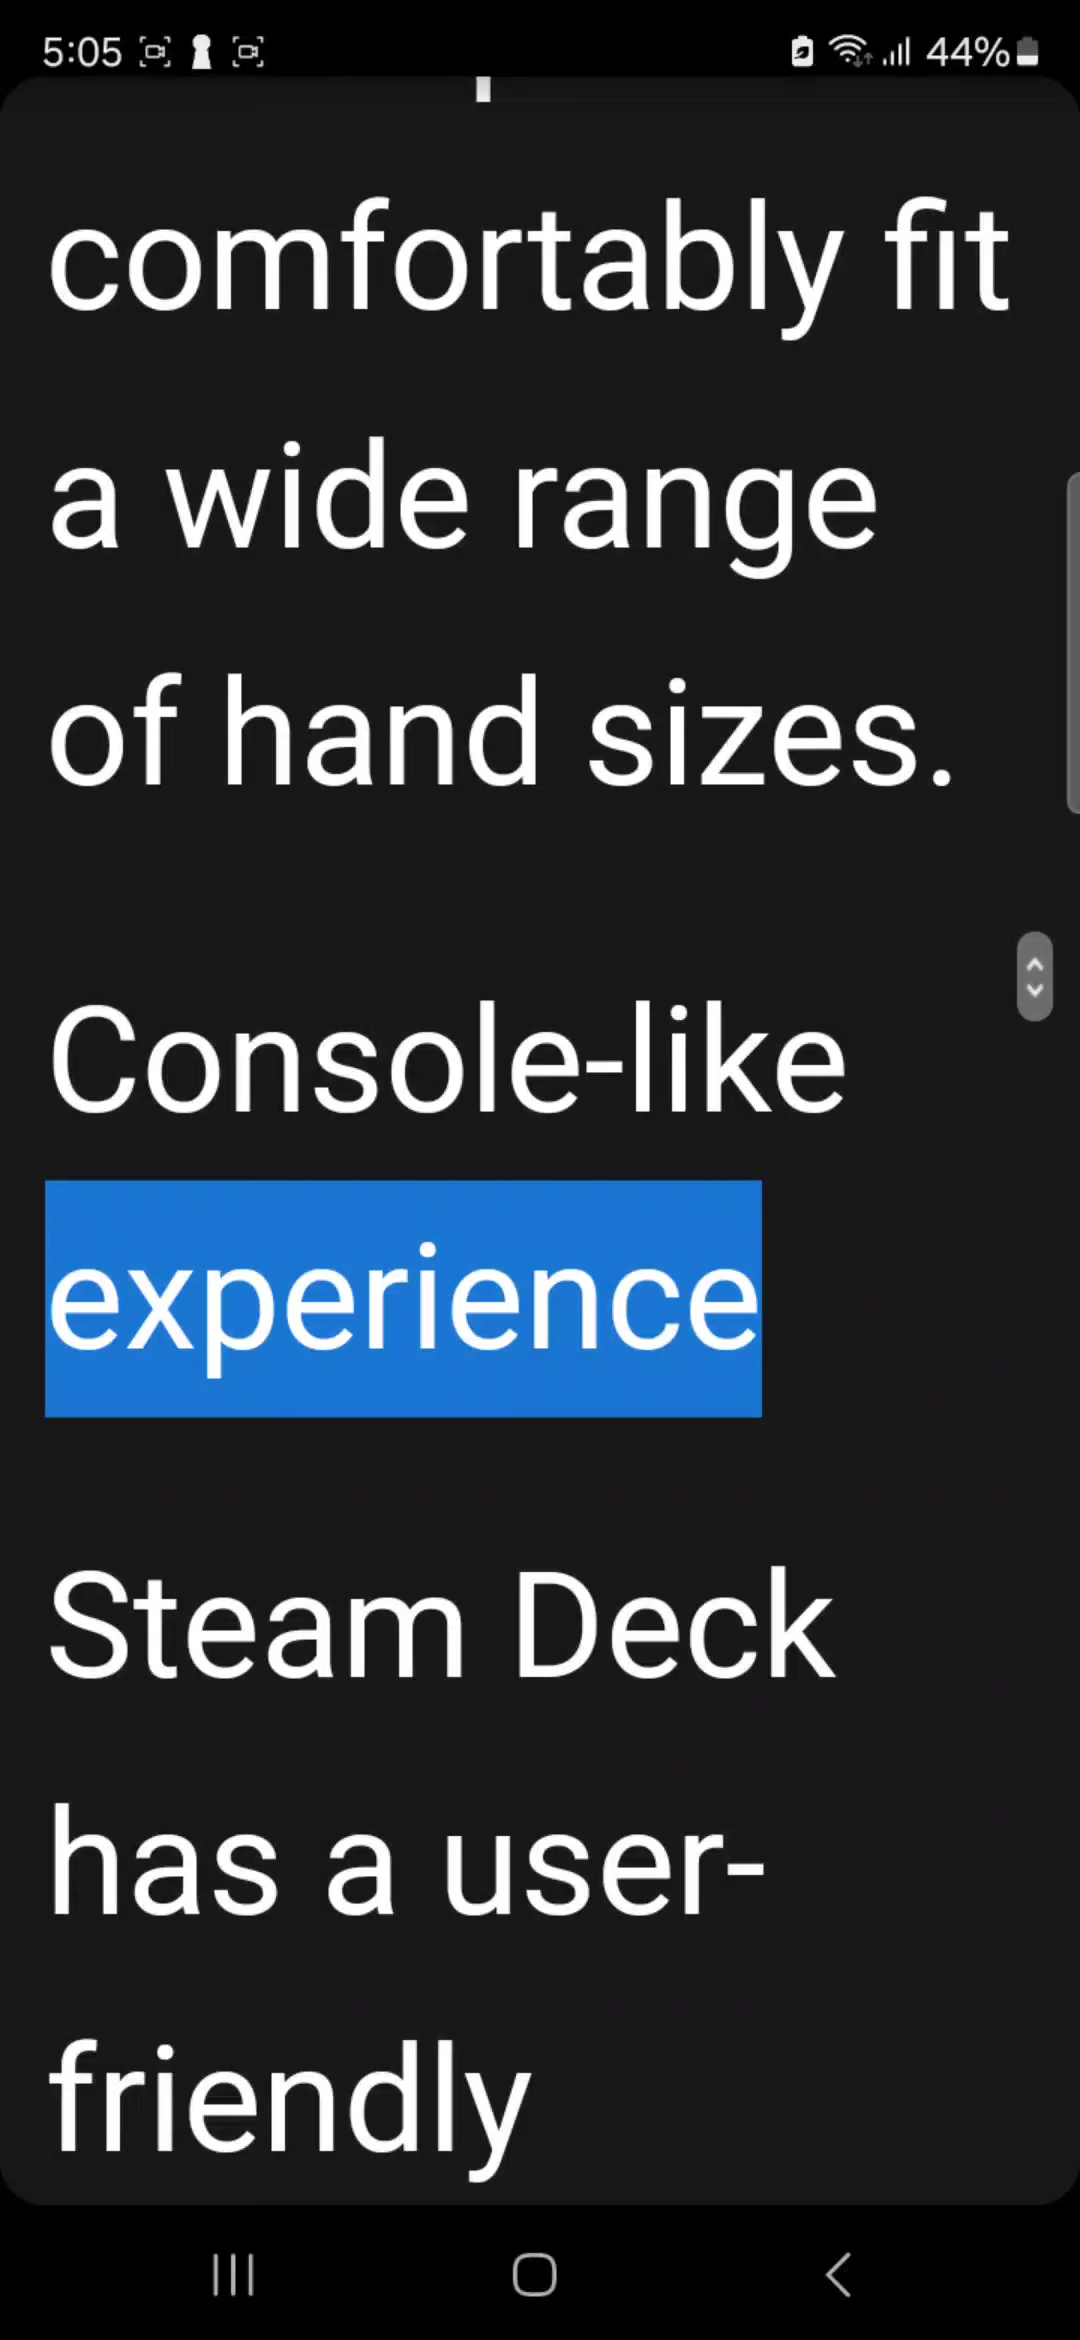 5:05
44%
comfortably fit
a wide range
of hand sizes.
Console-like
experience
Steam Deck
has a user-
friendly